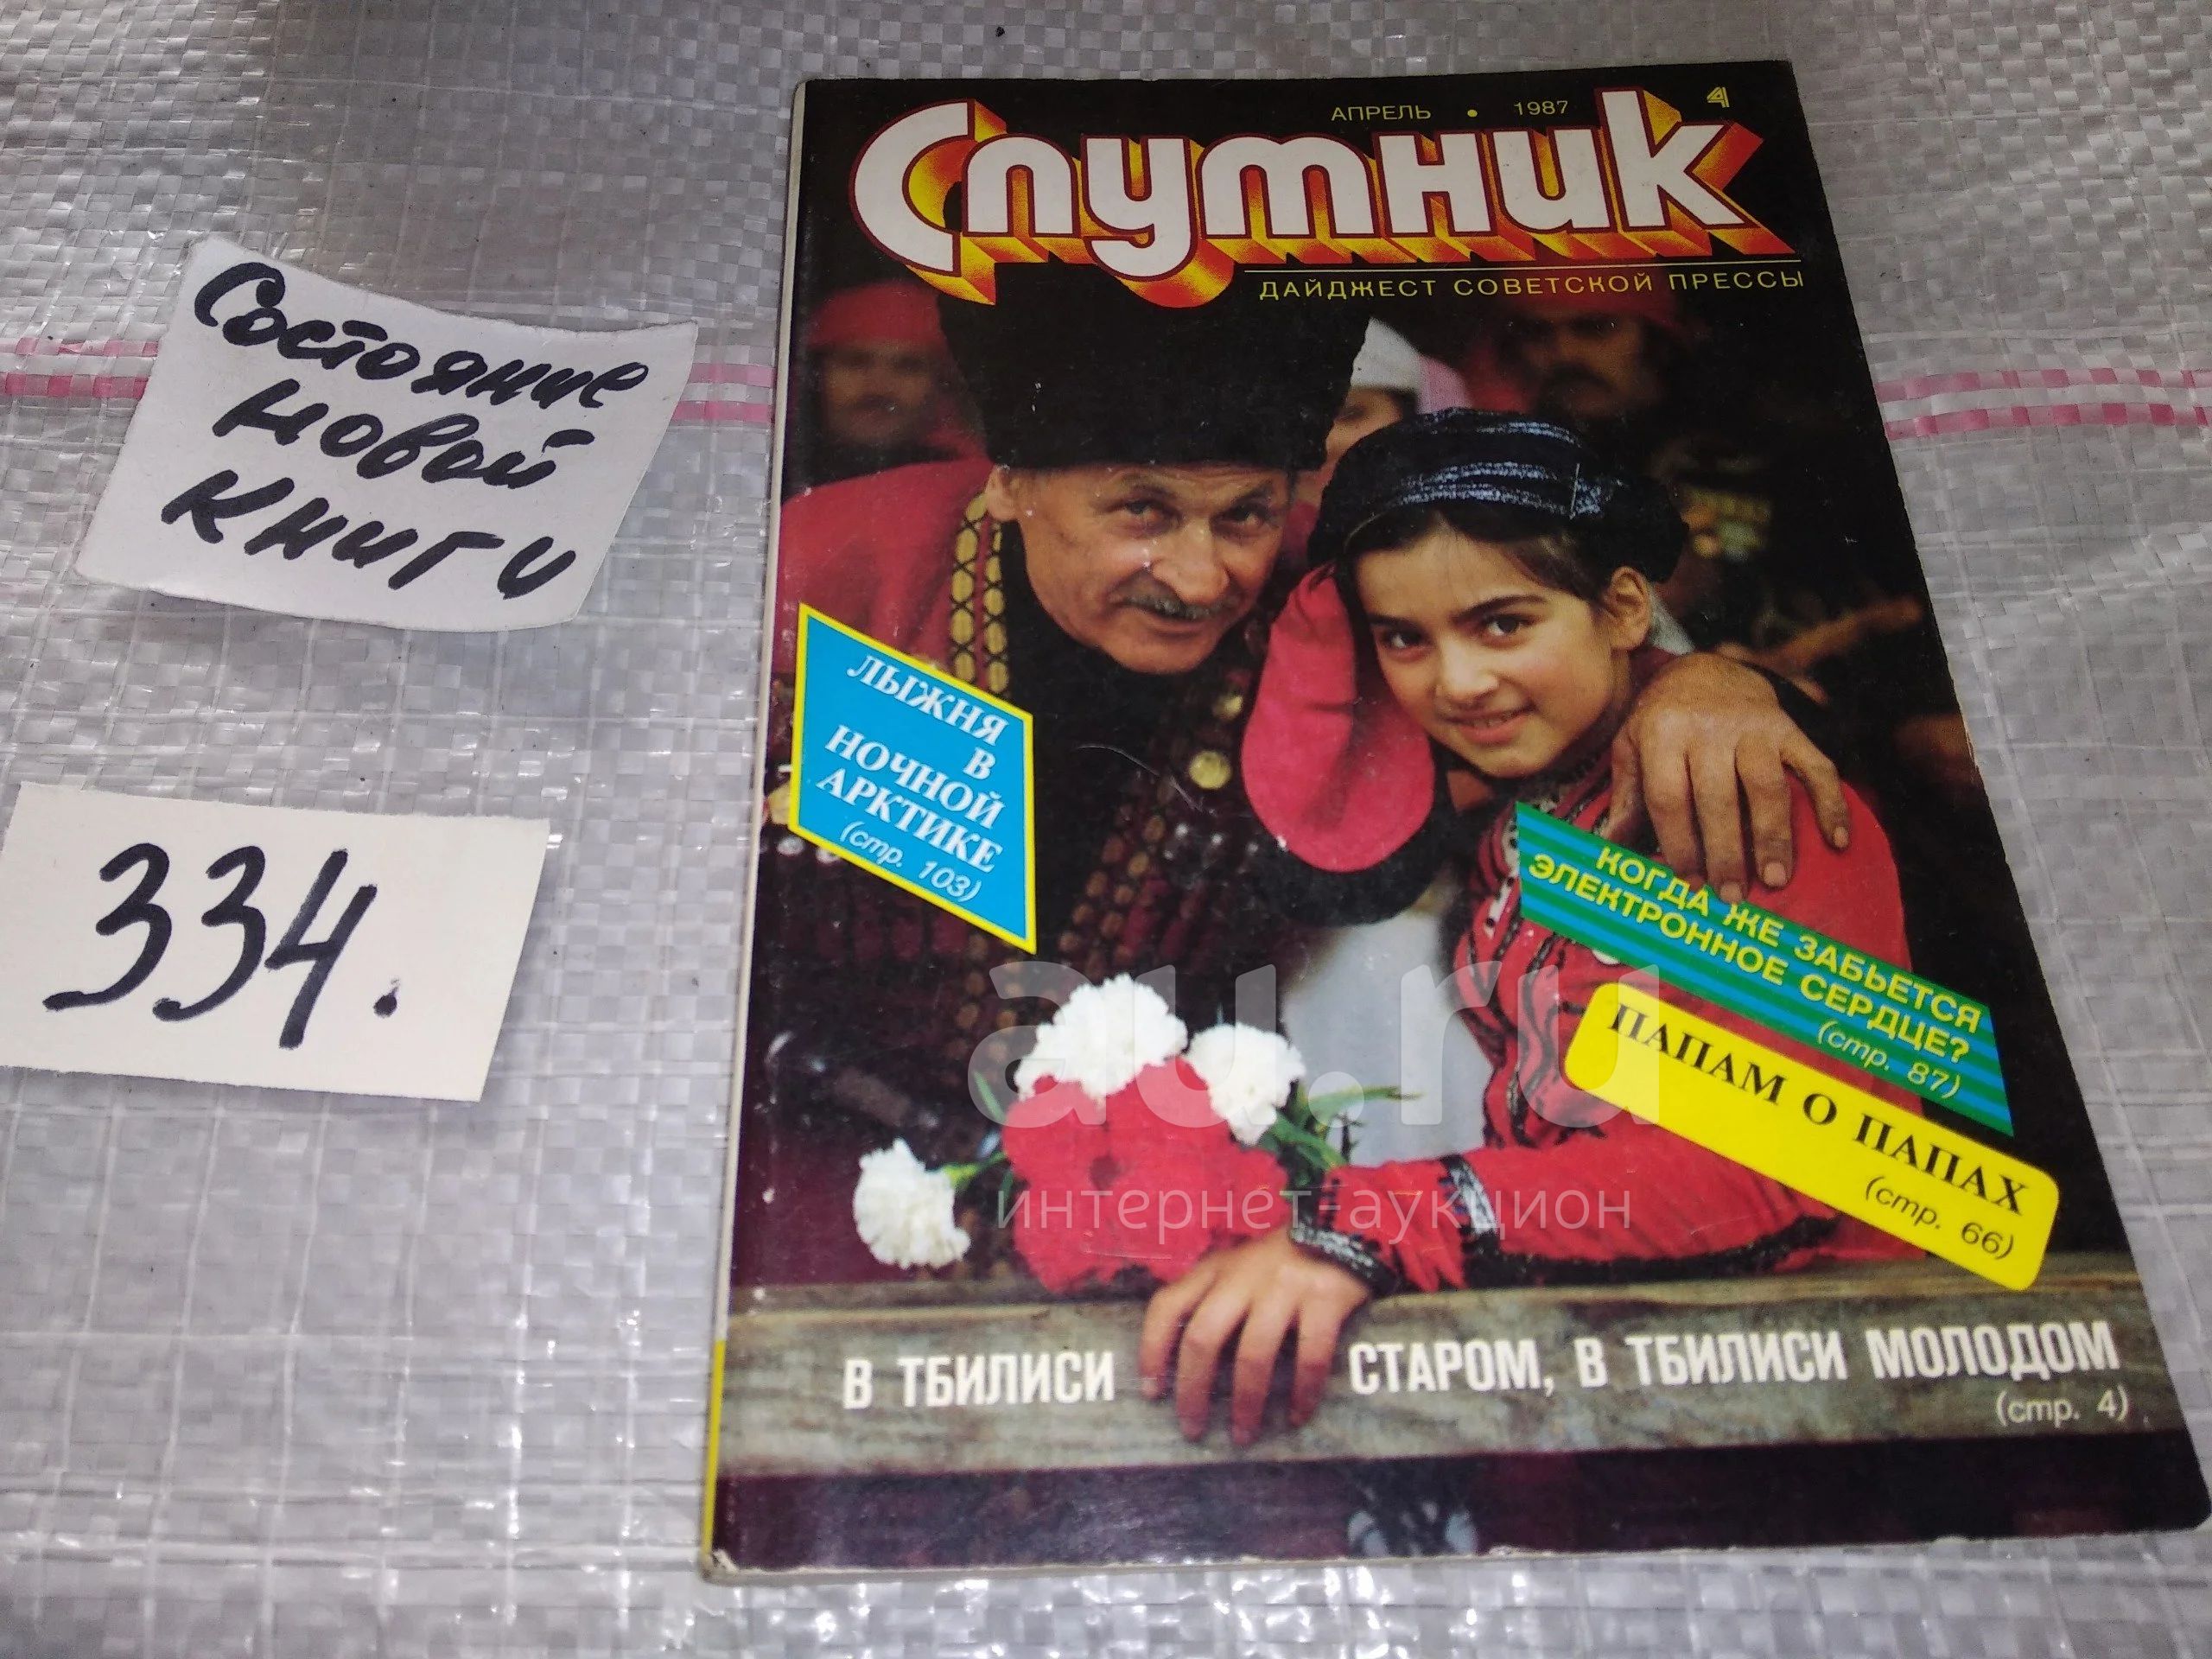 Состояние
новой
книги
334.
АПРЕЛЬ • 1987
4
Спутник
ДАЙДЖЕСТ СОВЕТСКОЙ ПРЕССЫ
ЛЫЖНЯ
В
НОЧНОЙ
АРКТИКЕ
(стр. 103)
КОГДА ЖЕ ЗАБЬЕТСЯ
ЭЛЕКТРОННОЕ СЕРДЦЕ?
(стр. 87)
ПАПАМ О ПАПАХ
(стр. 66)
au.ru
интернет-аукцион
В ТБИЛИСИ СТАРОМ, В ТБИЛИСИ МОЛОДОМ
(стр. 4)